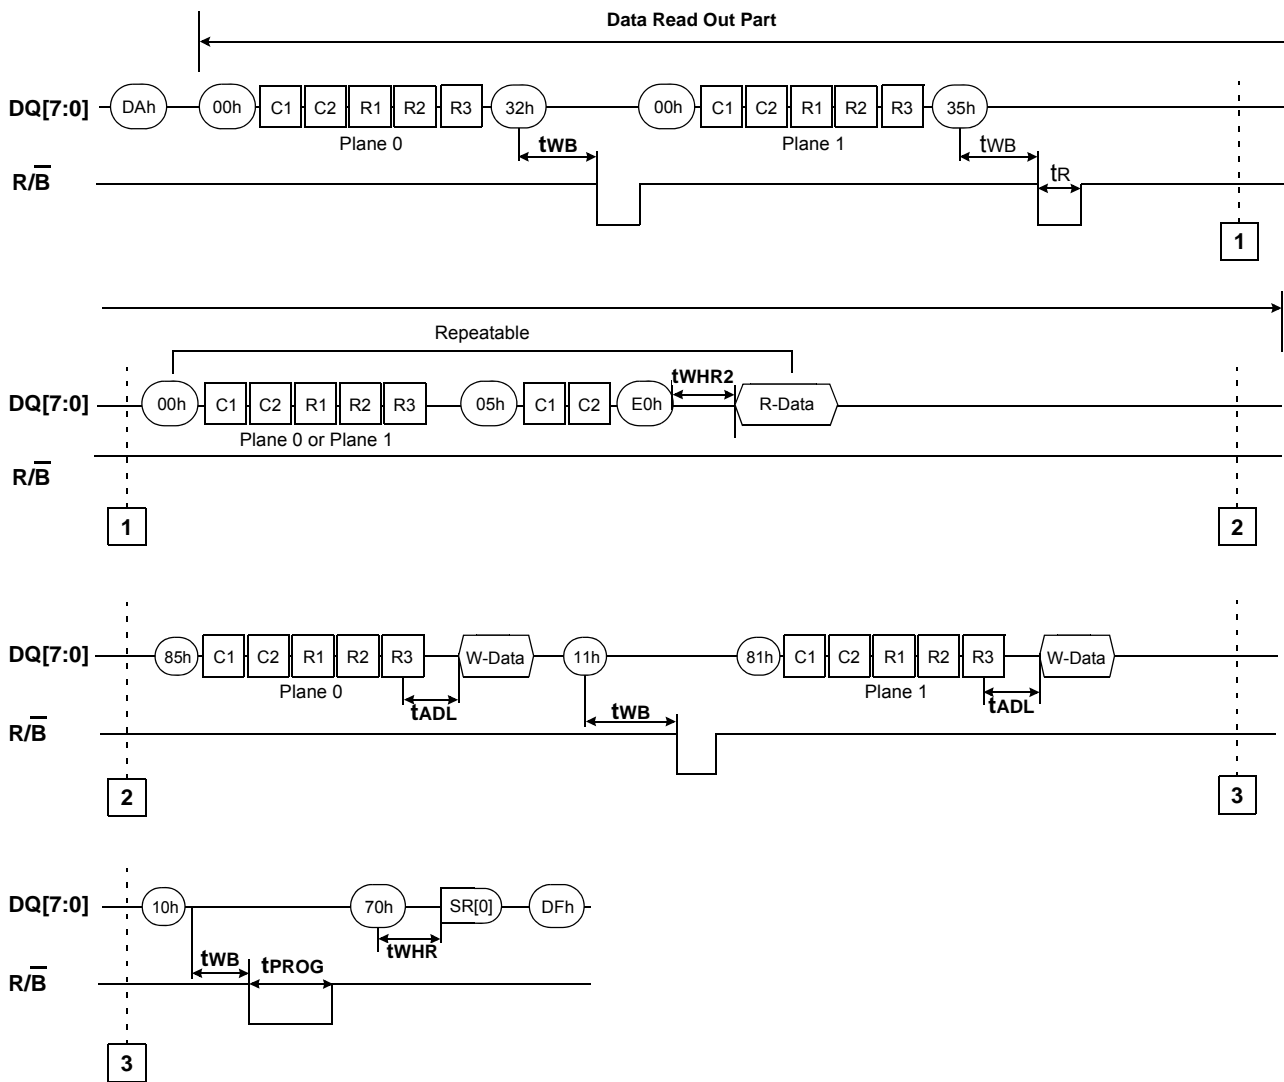 Data Read Out Part
DQ[7:0] DAh 00h C1 C2 R1 R2 R3 32h 00h C1 C2 R1 R2 R3 35h
Plane 0 Plane 1
tWB tWB
R/B tR
1
Repeatable
tWHR2
DQ[7:0] 00h C1 C2 R1 R2 R3 05h C1 C2 E0h R-Data
Plane 0 or Plane 1
R/B
1 2
DQ[7:0] 85h C1 C2 R1 R2 R3 W-Data 11h 81h C1 C2 R1 R2 R3 W-Data
Plane 0 Plane 1
tADL tWB tADL
R/B
2 3
DQ[7:0] 10h 70h SR[0] DFh
tWHR
tWB tPROG
R/B
3